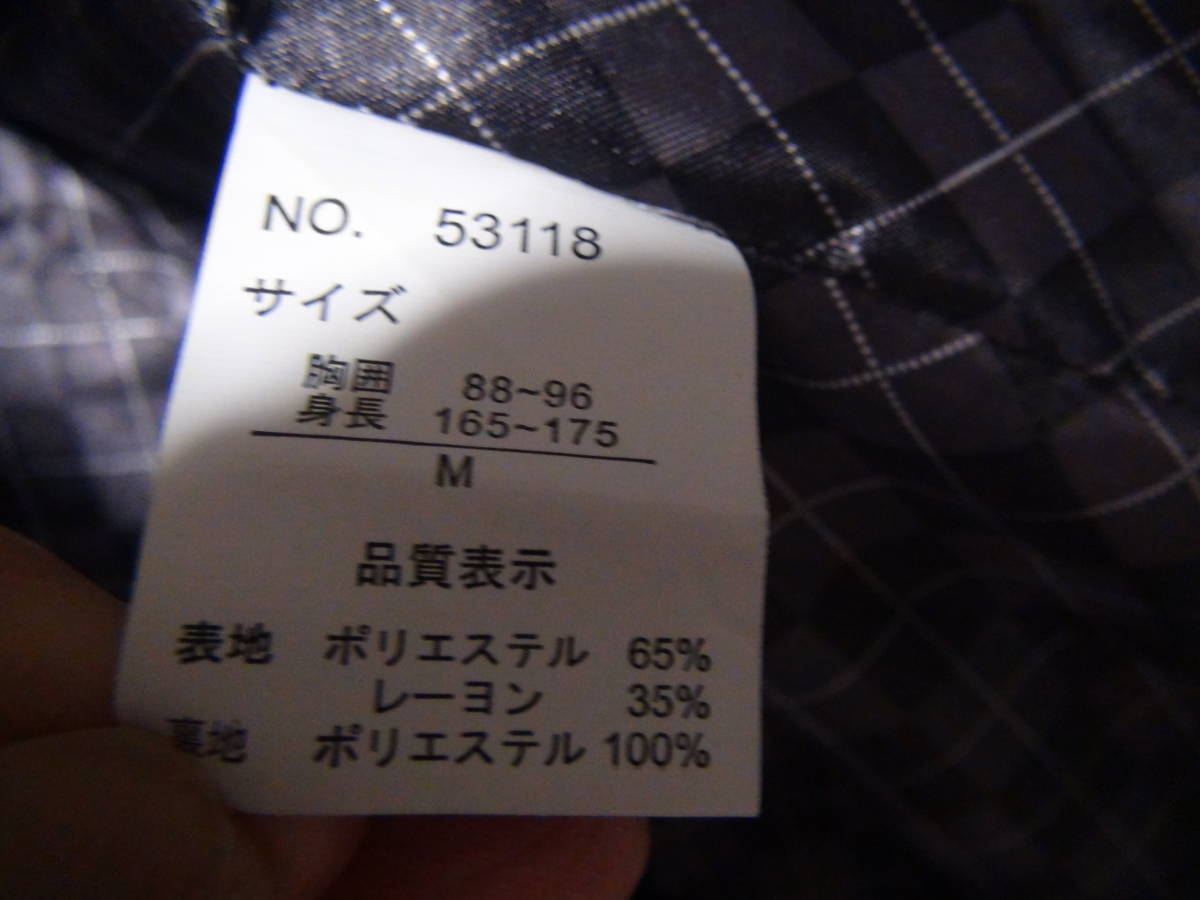 NO. 53118
サイズ
胸囲 88~96
身長 165~175
M
品質表示
表地 ポリエステル 65%
レーヨン 35%
裏地 ポリエステル 100%